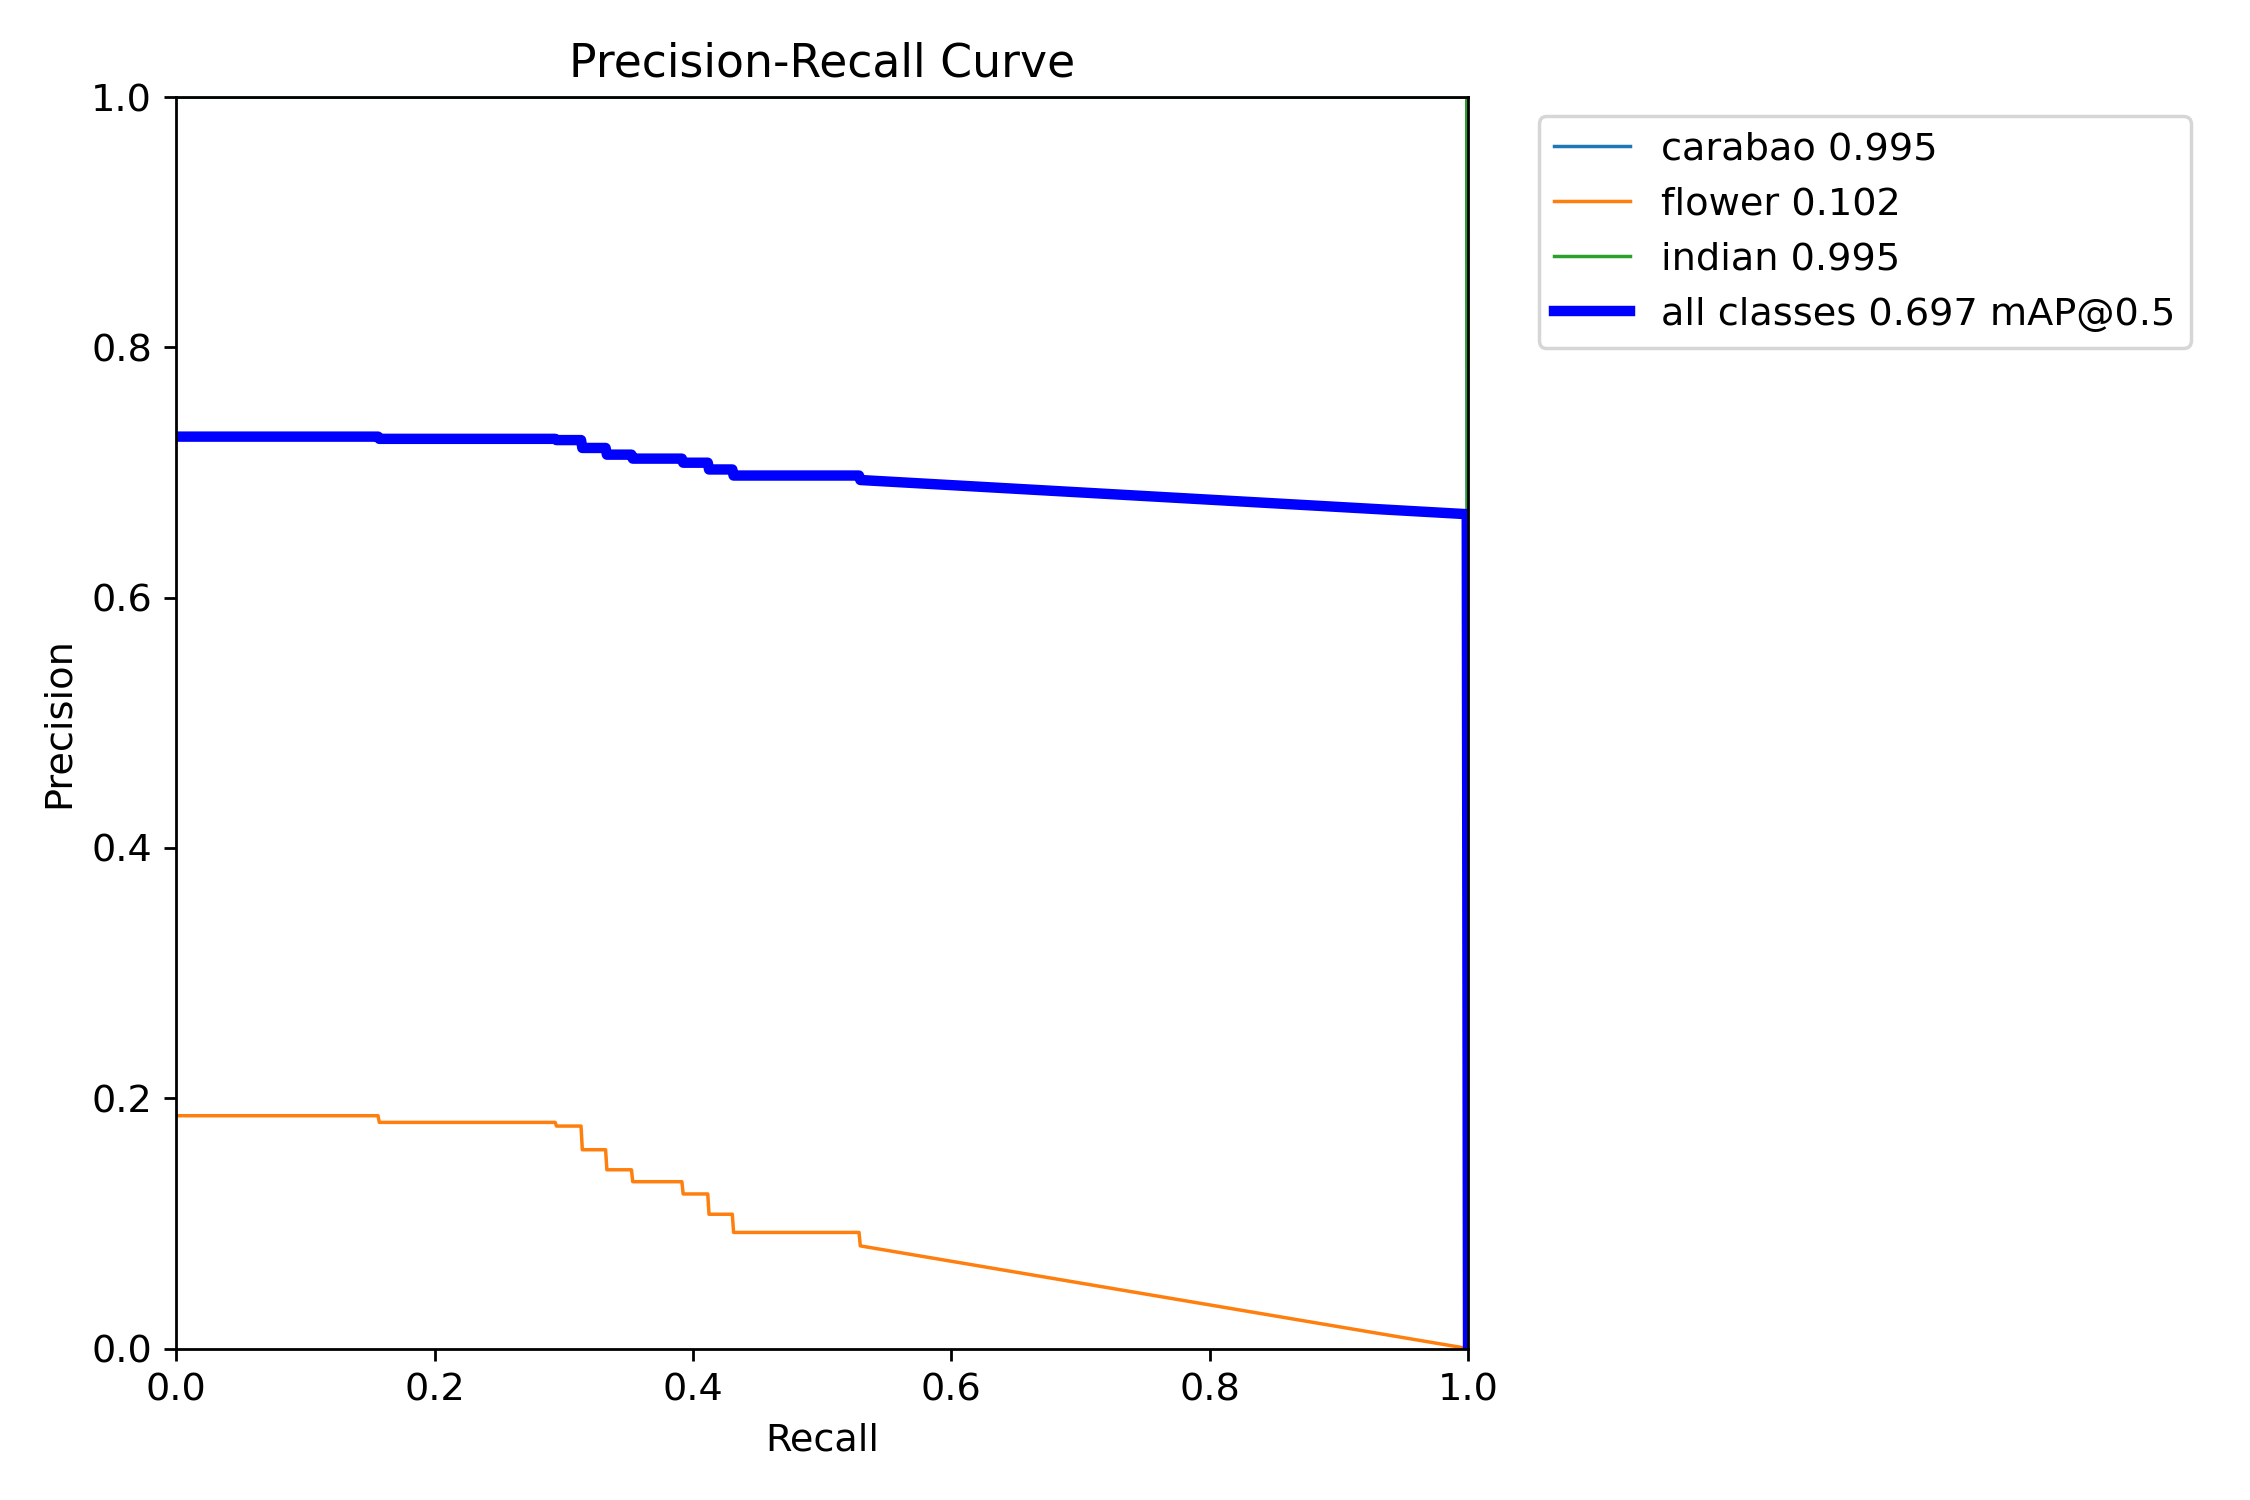 Precision-Recall Curve
1.0
0.8
0.6
0.4
0.2
0.0
Precision
0.0 0.2 0.4 0.6 0.8 1.0
Recall
carabao 0.995
flower 0.102
indian 0.995
all classes 0.697 mAP@0.5